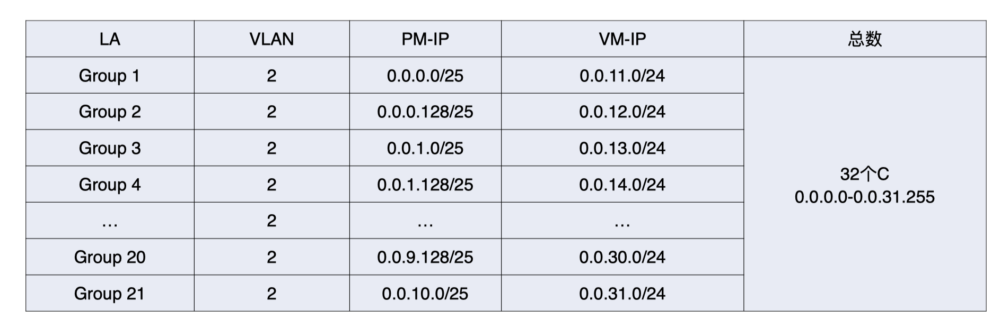 LA VLAN PM-IP VM-IP 总数
Group 1 2 0.0.0.0/25 0.0.11.0/24
Group 2 2 0.0.0.128/25 0.0.12.0/24
Group 3 2 0.0.1.0/25 0.0.13.0/24
Group 4 2 0.0.1.128/25 0.0.14.0/24
... 2 ... ...
Group 20 2 0.0.9.128/25 0.0.30.0/24
Group 21 2 0.0.10.0/25 0.0.31.0/24
32个C
0.0.0.0-0.0.31.255